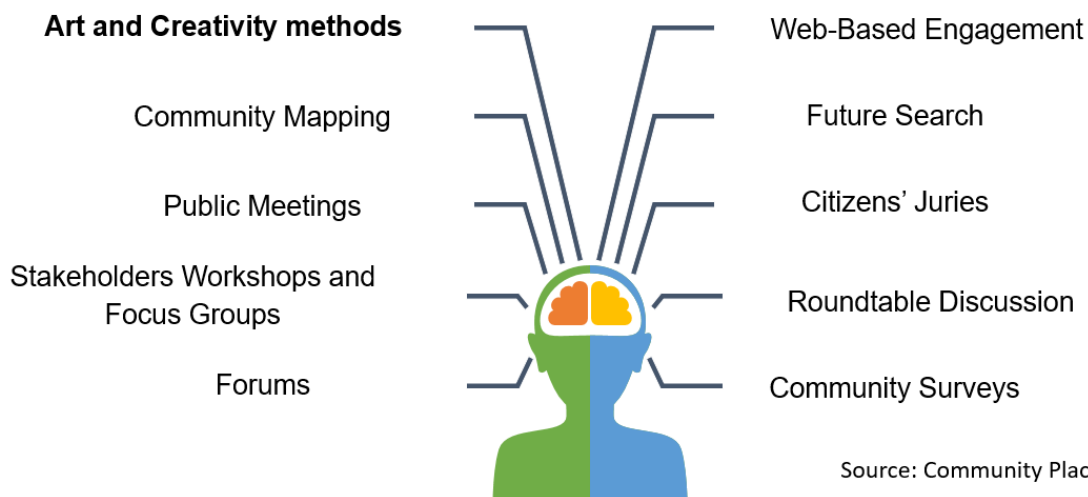 Art and Creativity methods
Community Mapping
Public Meetings
Stakeholders Workshops and
Focus Groups
Forums
Web-Based Engagement
Future Search
Citizens’ Juries
Roundtable Discussion
Community Surveys
Source: Community Plac